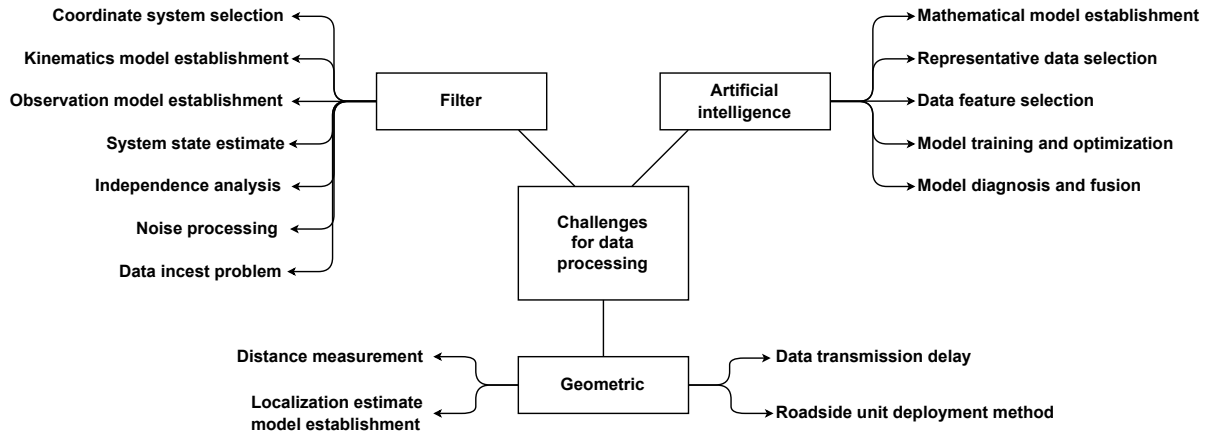 Coordinate system selection
Kinematics model establishment
Observation model establishment
System state estimate
Independence analysis
Noise processing
Data incest problem
Filter
Artificial
intelligence
Mathematical model establishment
Representative data selection
Data feature selection
Model training and optimization
Model diagnosis and fusion
Challenges
for data
processing
Distance measurement
Localization estimate
model establishment
Geometric
Data transmission delay
Roadside unit deployment method